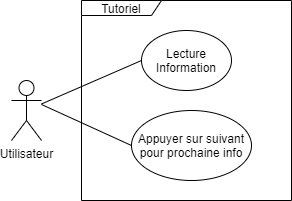 Tutoriel
Lecture
Information
Appuyer sur suivant
pour prochaine info
Utilisateur